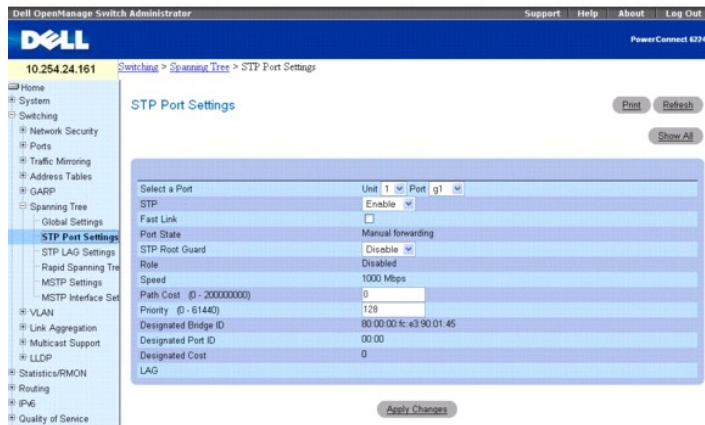 Dell OpenManage Switch Administrator Support Help About Log Out
DELL
PowerConnect 6224
10.254.24.161
Switching > Spanning Tree > STP Port Settings
Home
System
Switching
Network Security
Ports
Traffic Mirroring
Address Tables
GARP
Spanning Tree
Global Settings
STP Port Settings
STP LAG Settings
Rapid Spanning Tre
MSTP Settings
MSTP Interface Set
VLAN
Link Aggregation
Multicast Support
LLDP
Statistics/RMON
Routing
IPv6
Quality of Service
STP Port Settings
Print Refresh
Show All
Select a Port Unit 1 Port g1
STP Enable
Fast Link
Port State Manual forwarding
STP Root Guard Disable
Role Disabled
Speed 1000 Mbps
Path Cost (0 - 200000000) 0
Priority (0 - 61440) 128
Designated Bridge ID 80:00:00:fc:e3:90:01:45
Designated Port ID 00:00
Designated Cost 0
LAG
Apply Changes